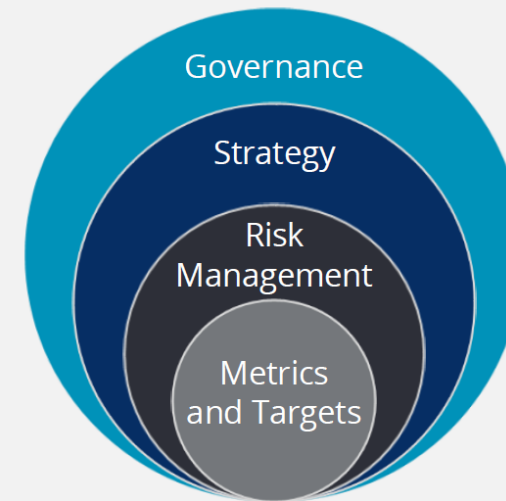 Governance
Strategy
Risk
Management
Metrics
and Targets